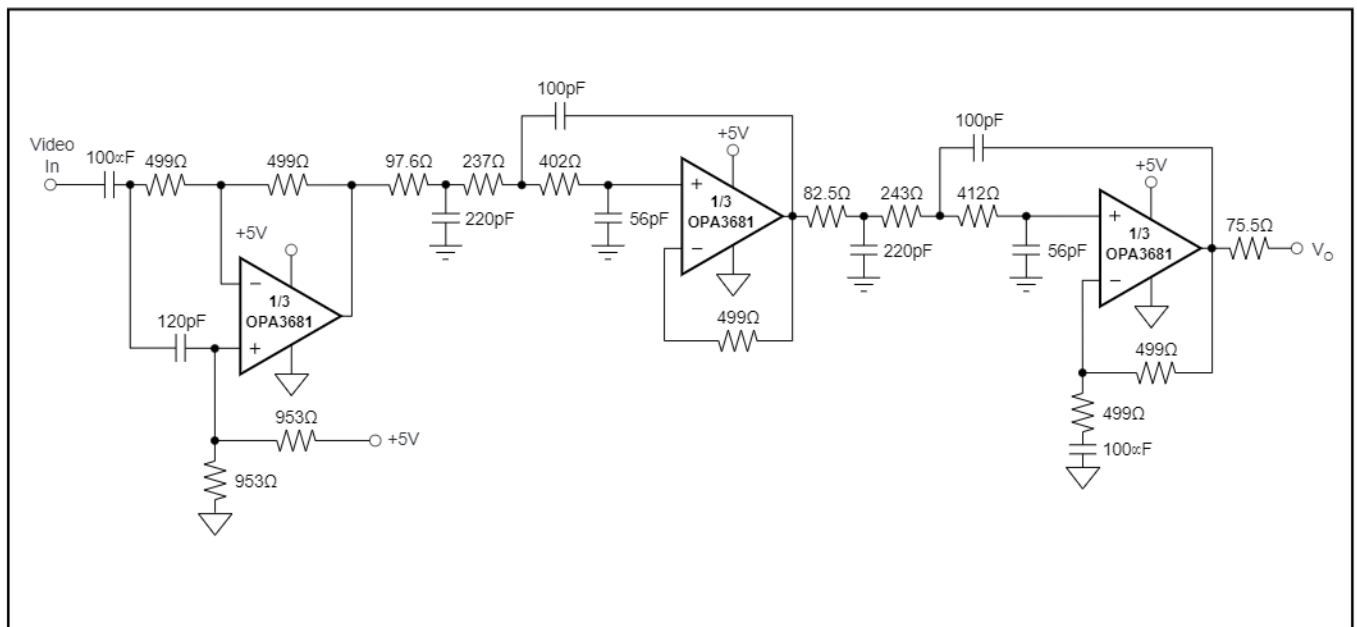 Video
In
100∝F
499Ω
499Ω
+5V
1/3
OPA3681
120pF
953Ω
+5V
953Ω
97.6Ω
220pF
237Ω
100pF
402Ω
56pF
+5V
1/3
OPA3681
499Ω
82.5Ω
220pF
243Ω
100pF
412Ω
56pF
+5V
1/3
OPA3681
499Ω
499Ω
100∝F
75.5Ω
VO